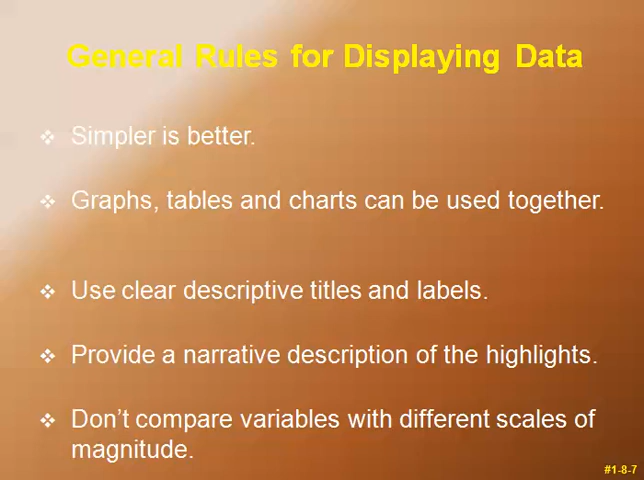 General Rules for Displaying Data
Simpler is better.
Graphs, tables and charts can be used together.
Use clear descriptive titles and labels.
Provide a narrative description of the highlights.
Don't compare variables with different scales of
magnitude.
#1-8-7